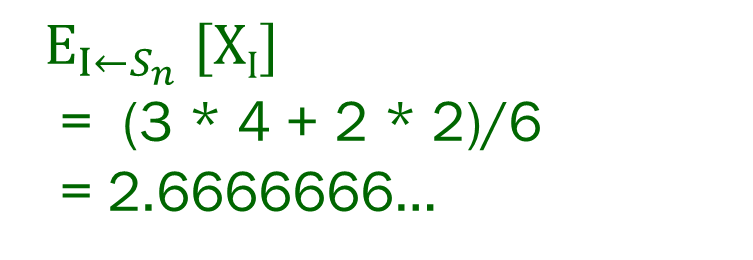 E_{I←S_n} [X_I]
= (3 * 4 + 2 * 2)/6
= 2.6666666...